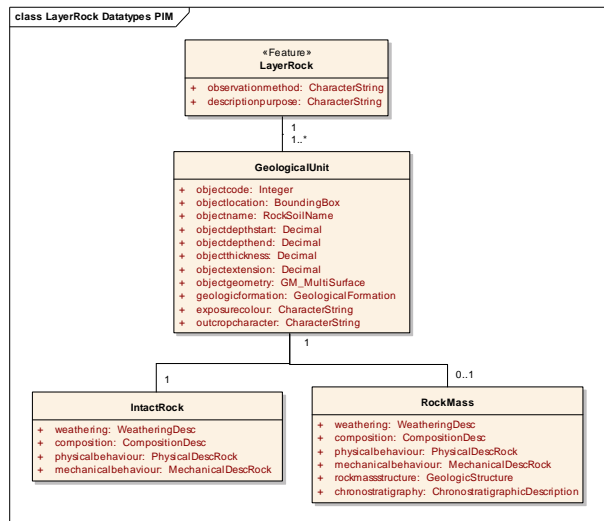 class LayerRock Datatypes PIM
«Feature»
LayerRock
+ observationmethod: CharacterString
+ descriptionpurpose: CharacterString
1
1..*
GeologicalUnit
+ objectcode: Integer
+ objectlocation: BoundingBox
+ objectname: RockSoilName
+ objectdepthstart: Decimal
+ objectdepthend: Decimal
+ objectthickness: Decimal
+ objectextension: Decimal
+ objectgeometry: GM_MultiSurface
+ geologicformation: GeologicalFormation
+ exposurecolour: CharacterString
+ outcropcharacter: CharacterString
1
1
0..1
IntactRock
+ weathering: WeatheringDesc
+ composition: CompositionDesc
+ physicalbehaviour: PhysicalDescRock
+ mechanicalbehaviour: MechanicalDescRock
RockMass
+ weathering: WeatheringDesc
+ composition: CompositionDesc
+ physicalbehaviour: PhysicalDescRock
+ mechanicalbehaviour: MechanicalDescRock
+ rockmassstructure: GeologicStructure
+ chronostratigraphy: ChronostratigraphicDescription